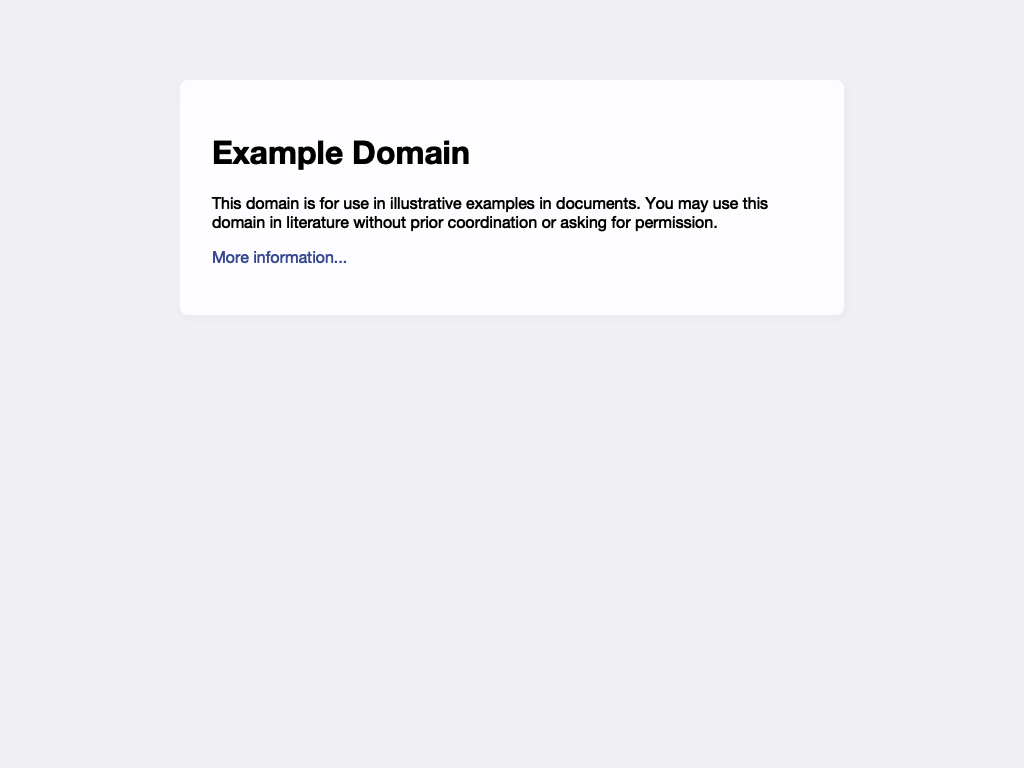 Example Domain
This domain is for use in illustrative examples in documents. You may use this
domain in literature without prior coordination or asking for permission.
More information...